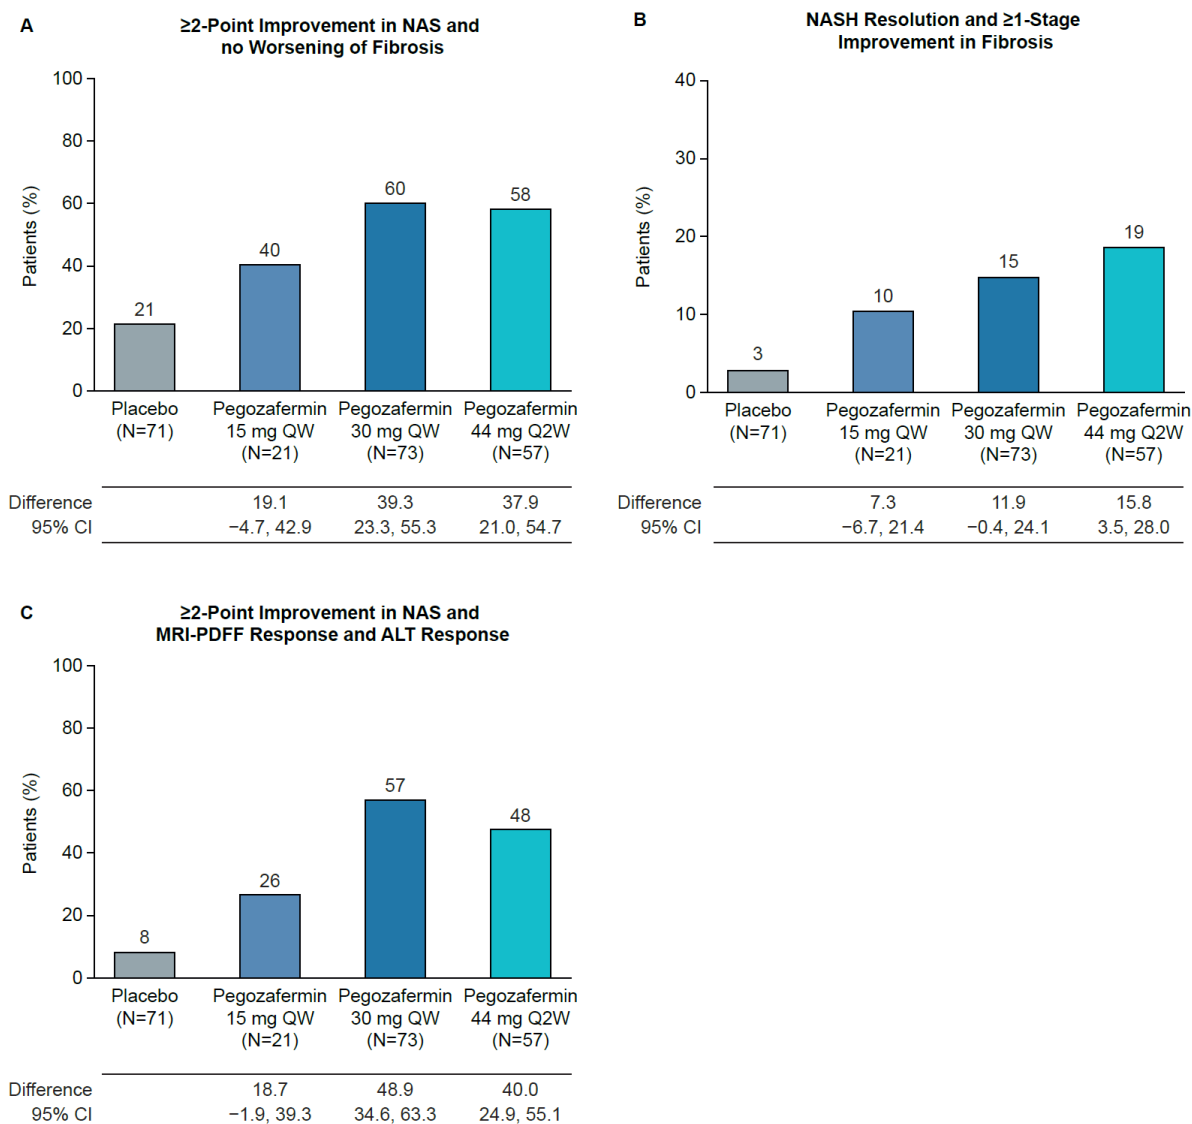 A
≥2-Point Improvement in NAS and
no Worsening of Fibrosis
Patients (%)
100
80
60
40
20
0
21
40
60
58
Placebo
(N=71)
Pegozafermin
15 mg QW
(N=21)
Pegozafermin
30 mg QW
(N=73)
Pegozafermin
44 mg Q2W
(N=57)
Difference 19.1 39.3 37.9
95% CI −4.7, 42.9 23.3, 55.3 21.0, 54.7
B
NASH Resolution and ≥1-Stage
Improvement in Fibrosis
Patients (%)
40
30
20
10
0
3
10
15
19
Placebo
(N=71)
Pegozafermin
15 mg QW
(N=21)
Pegozafermin
30 mg QW
(N=73)
Pegozafermin
44 mg Q2W
(N=57)
Difference 7.3 11.9 15.8
95% CI −6.7, 21.4 −0.4, 24.1 3.5, 28.0
C
≥2-Point Improvement in NAS and
MRI-PDFF Response and ALT Response
Patients (%)
100
80
60
40
20
0
8
26
57
48
Placebo
(N=71)
Pegozafermin
15 mg QW
(N=21)
Pegozafermin
30 mg QW
(N=73)
Pegozafermin
44 mg Q2W
(N=57)
Difference 18.7 48.9 40.0
95% CI −1.9, 39.3 34.6, 63.3 24.9, 55.1